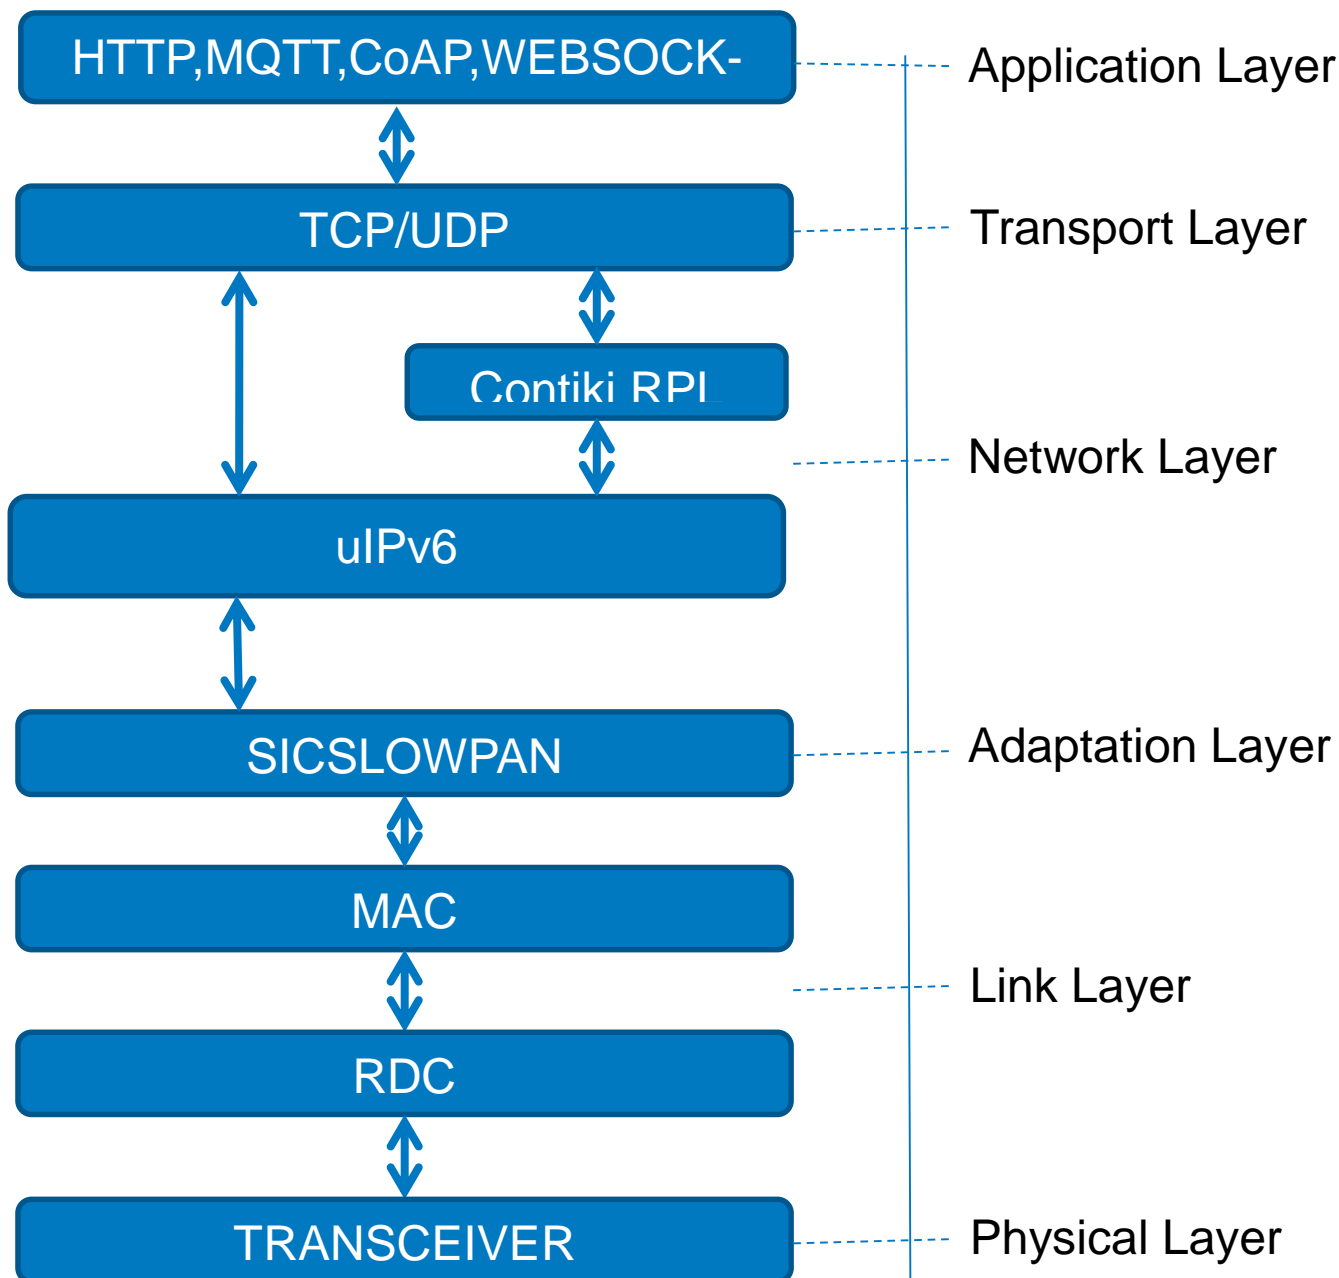 HTTP,MQTT,CoAP,WEBSOCK-
Application Layer
TCP/UDP
Transport Layer
Contiki RPL
Network Layer
uIPv6
SICSLOWPAN
Adaptation Layer
MAC
Link Layer
RDC
TRANSCEIVER
Physical Layer